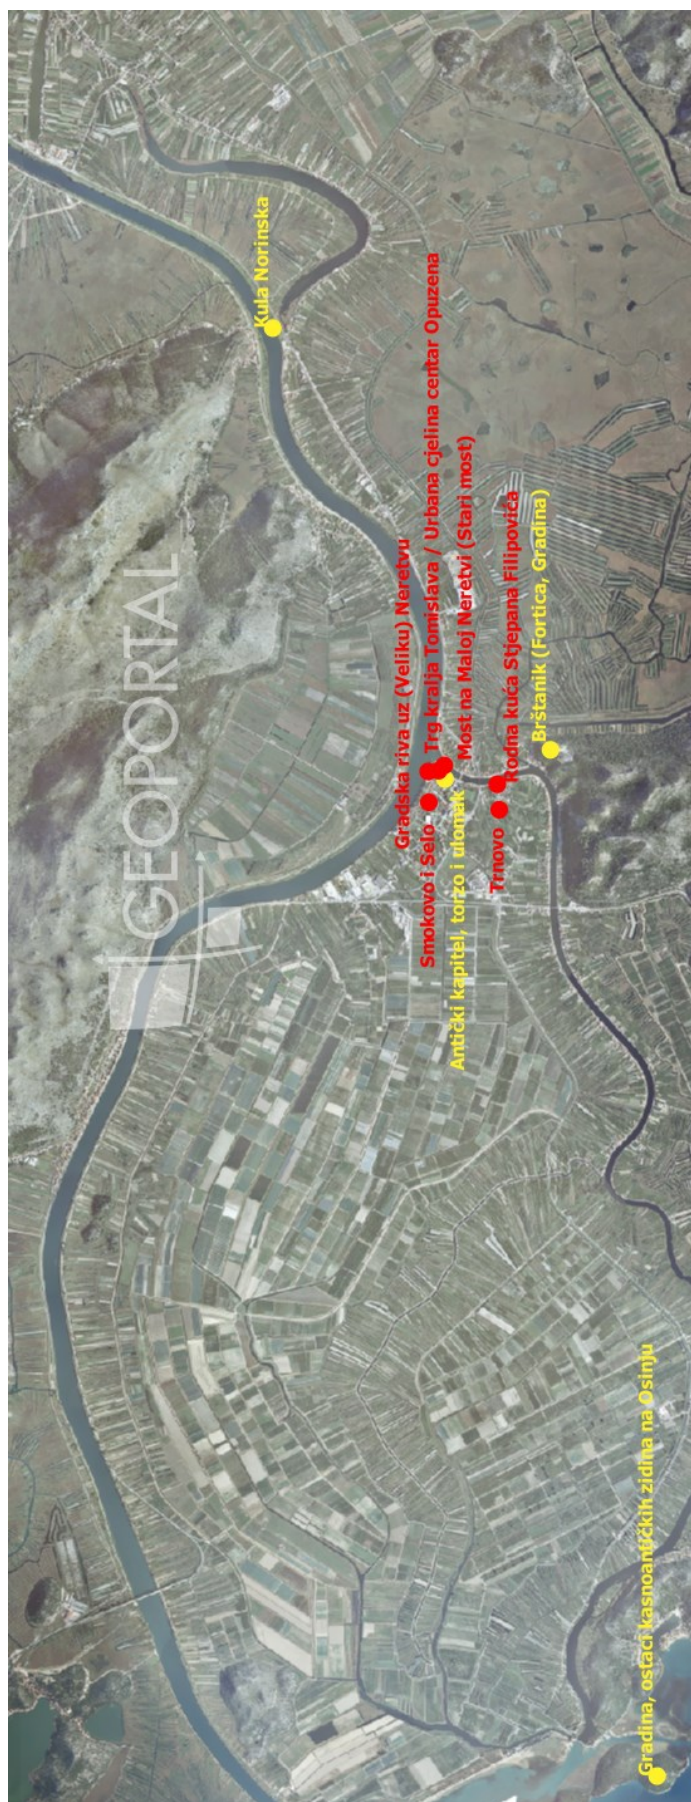 Kula Norinska
GEOPORTAL
Gradska riva uz (Veliku) Neretvu
Trg kralja Tomislava / Urbana cjelina centar Opuzena
Most na Maloj Neretvi (Stari most)
Rodna kuća Stjepana Filipovića
Brštanik (Fortica, Gradina)
Smokovo i Selo
Antički kapitel, torzo i ulomak
Trnovo
Gradina, ostaci kasnoantičkih zidina na Osinju